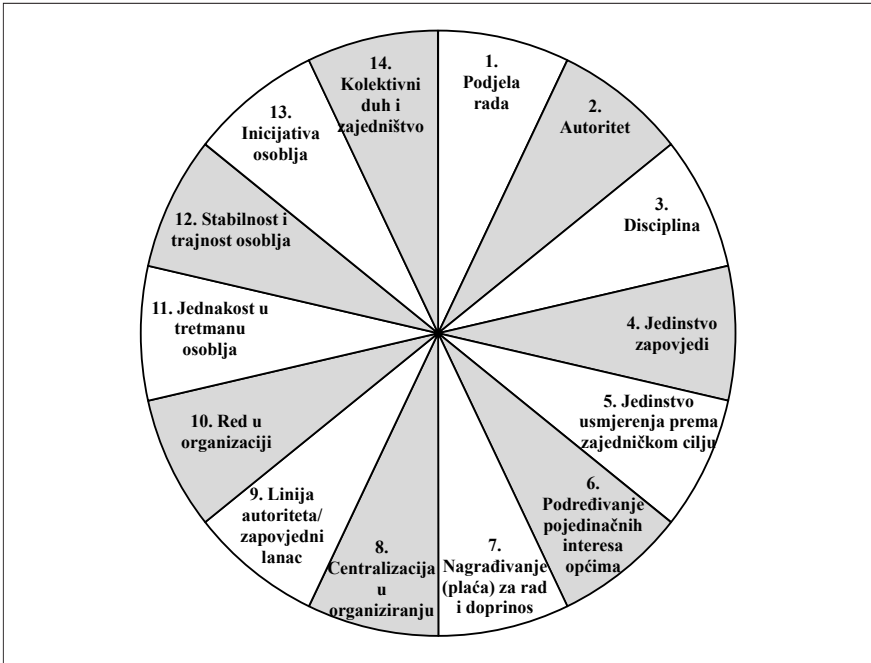 1.
Podjela
rada
2.
Autoritet
3.
Disciplina
4. Jedinstvo
zapovjedi
5. Jedinstvo
usmjerenja prema
zajedničkom cilju
6.
Podređivanje
pojedinačnih
interesa
općima
7.
Nagrađivanje
(plaća) za rad
i doprinos
8.
Centralizacija
u
organiziranju
9. Linija
autoriteta/
zapovjedni
lanac
10. Red u
organizaciji
11. Jednakost u
tretmanu
osoblja
12. Stabilnost i
trajnost osoblja
13.
Inicijativa
osoblja
14.
Kolektivni
duh i
zajedništvo